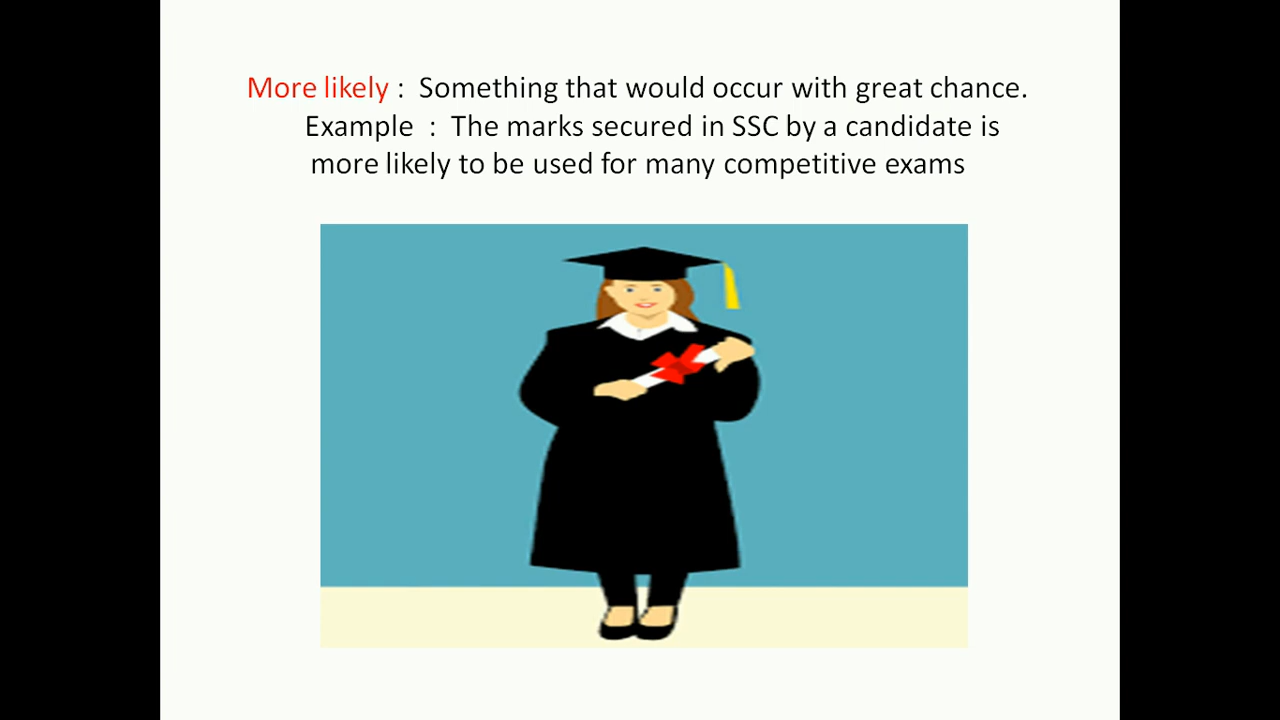 More likely :  Something that would occur with great chance.
Example  :  The marks secured in SSC by a candidate is
more likely to be used for many competitive exams